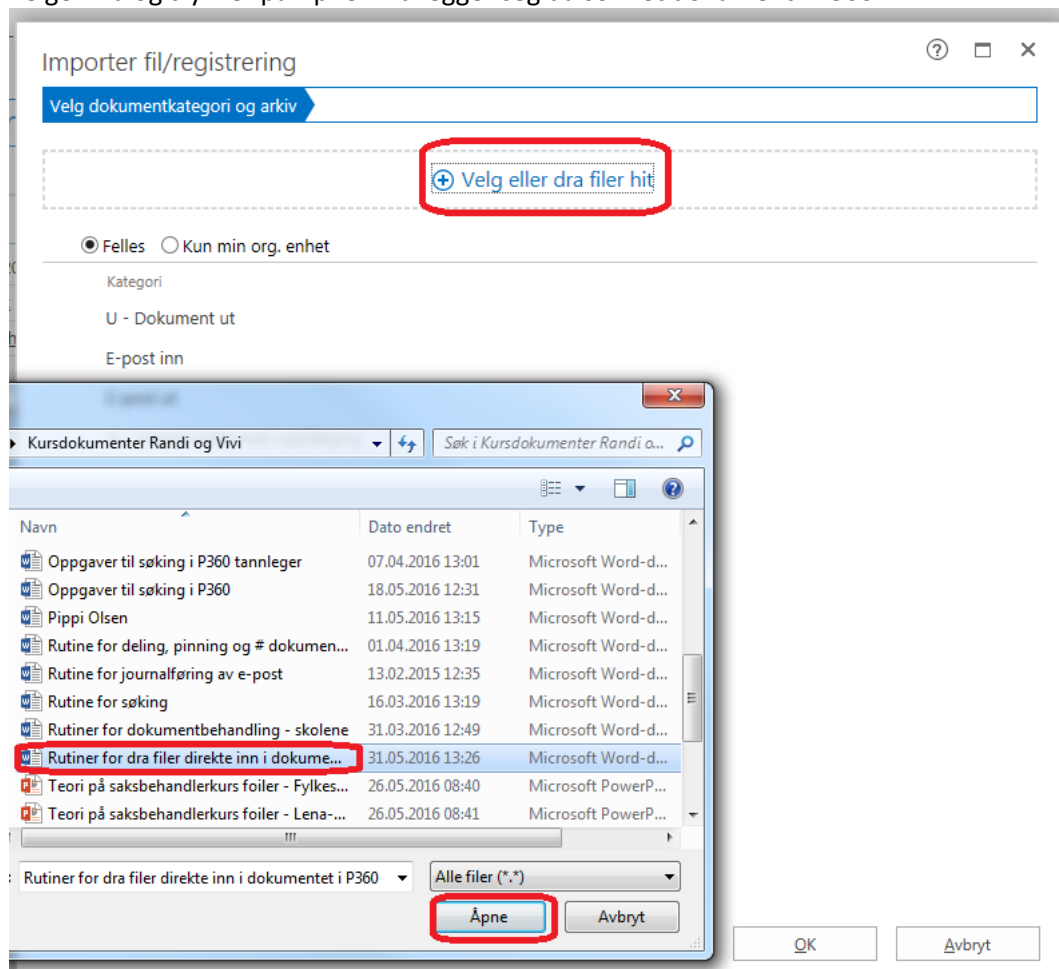 Importer fil/registrering
Velg dokumentkategori og arkiv
Velg eller dra filer hit
Felles Kun min org. enhet
Kategori
U - Dokument ut
E-post inn
Kursdokumenter Randi og Vivi Søk i Kursdokumenter Randi o...
Navn Dato endret Type
Oppgaver til søking i P360 tannleger 07.04.2016 13:01 Microsoft Word-d...
Oppgaver til søking i P360 18.05.2016 12:31 Microsoft Word-d...
Pippi Olsen 11.05.2016 13:15 Microsoft Word-d...
Rutine for deling, pinning og # dokumen... 01.04.2016 13:19 Microsoft Word-d...
Rutine for journalføring av e-post 13.02.2015 12:35 Microsoft Word-d...
Rutine for søking 16.03.2016 13:19 Microsoft Word-d...
Rutiner for dokumentbehandling - skolene 31.03.2016 12:49 Microsoft Word-d...
Rutiner for dra filer direkte inn i dokume... 31.05.2016 13:26 Microsoft Word-d...
Teori på saksbehandlerkurs foiler - Fylkes... 26.05.2016 08:40 Microsoft PowerP...
Teori på saksbehandlerkurs foiler - Lena-... 26.05.2016 08:41 Microsoft PowerP...
Rutiner for dra filer direkte inn i dokumentet i P360 Alle filer (*.*)
Åpne Avbryt
OK Avbryt